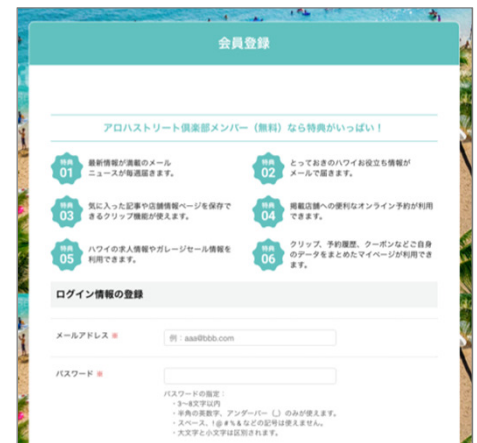 会員登録
アロハストリート倶楽部メンバー（無料）なら特典がいっぱい！
特典
01
最新情報が満載のメール
ニュースが毎週届きます。
特典
02
とっておきのハワイお役立ち情報が
メールで届きます。
特典
03
気に入った記事や店舗情報ページを保存で
きるクリップ機能が使えます。
特典
04
掲載店舗への便利なオンライン予約が利用
できます。
特典
05
ハワイの求人情報やガレージセール情報を
利用できます。
特典
06
クリップ、予約履歴、クーポンなどご自身
のデータをまとめたマイページが利用でき
ます。
ログイン情報の登録
メールアドレス ※
例：aaa@bbb.com
パスワード ※
パスワードの指定：
・3〜8文字以内
・半角の英数字、アンダーバー（_）のみが使えます。
・スペース、! @ # % & などの記号は使えません。
・大文字と小文字は区別されます。